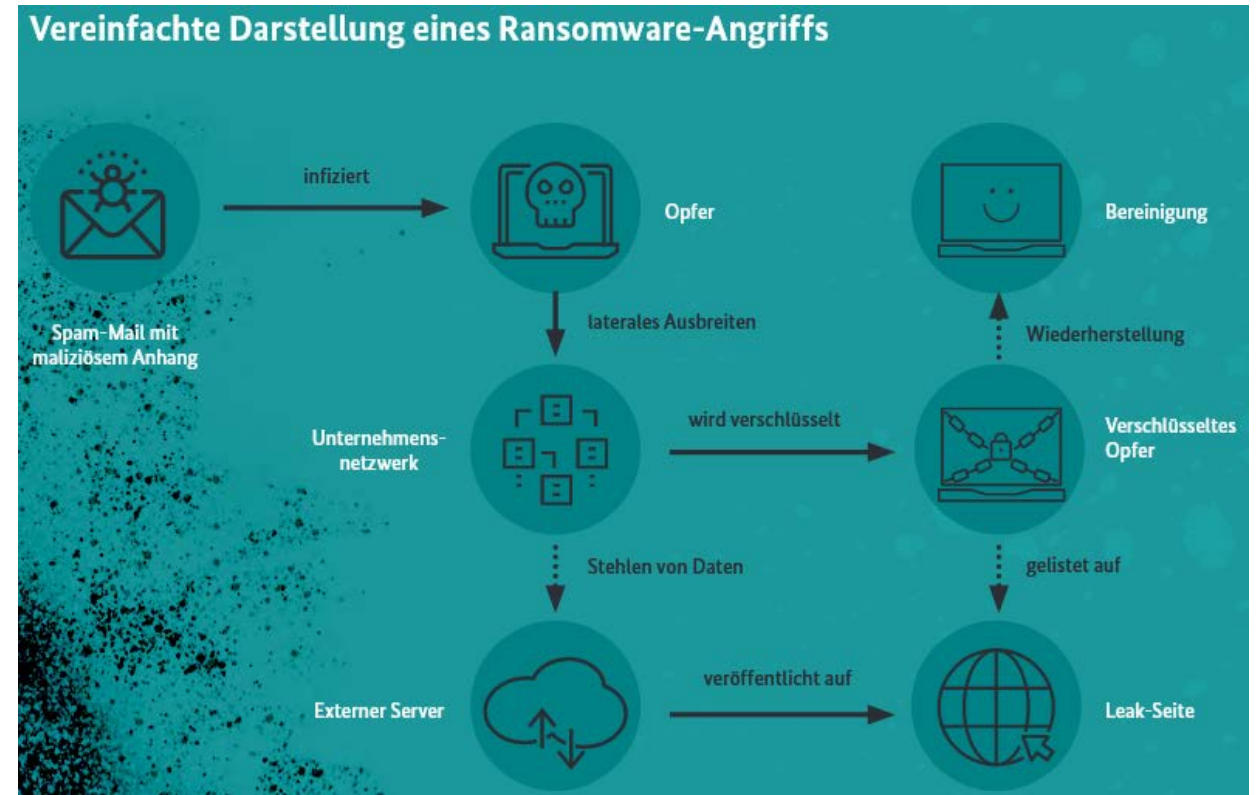 Vereinfachte Darstellung eines Ransomware-Angriffs
infiziert
Opfer
Bereinigung
Spam-Mail mit
maliziösem Anhang
laterales Ausbreiten
Wiederherstellung
Unternehmens-
netzwerk
wird verschlüsselt
Verschlüsseltes
Opfer
Stehlen von Daten
gelistet auf
Externer Server
veröffentlicht auf
Leak-Seite